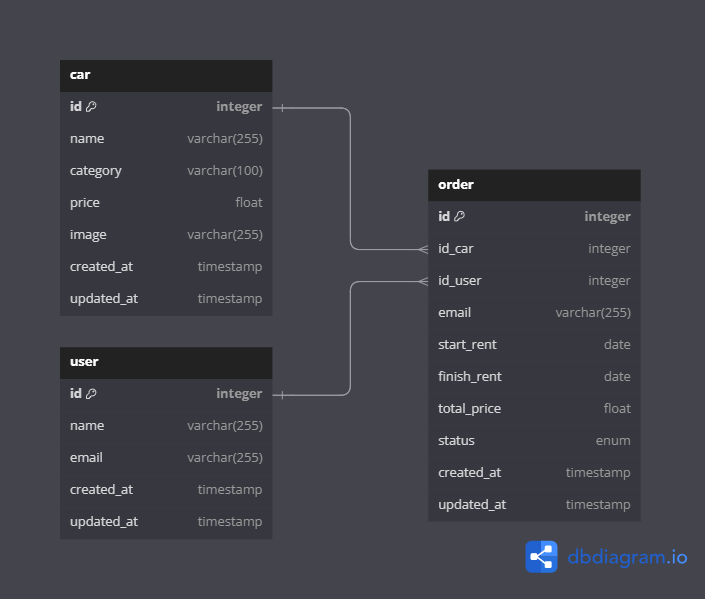 car
id integer
name varchar(255)
category varchar(100)
price float
image varchar(255)
created_at timestamp
updated_at timestamp
user
id integer
name varchar(255)
email varchar(255)
created_at timestamp
updated_at timestamp
order
id integer
id_car integer
id_user integer
email varchar(255)
start_rent date
finish_rent date
total_price float
status enum
created_at timestamp
updated_at timestamp
dbdiagram.io